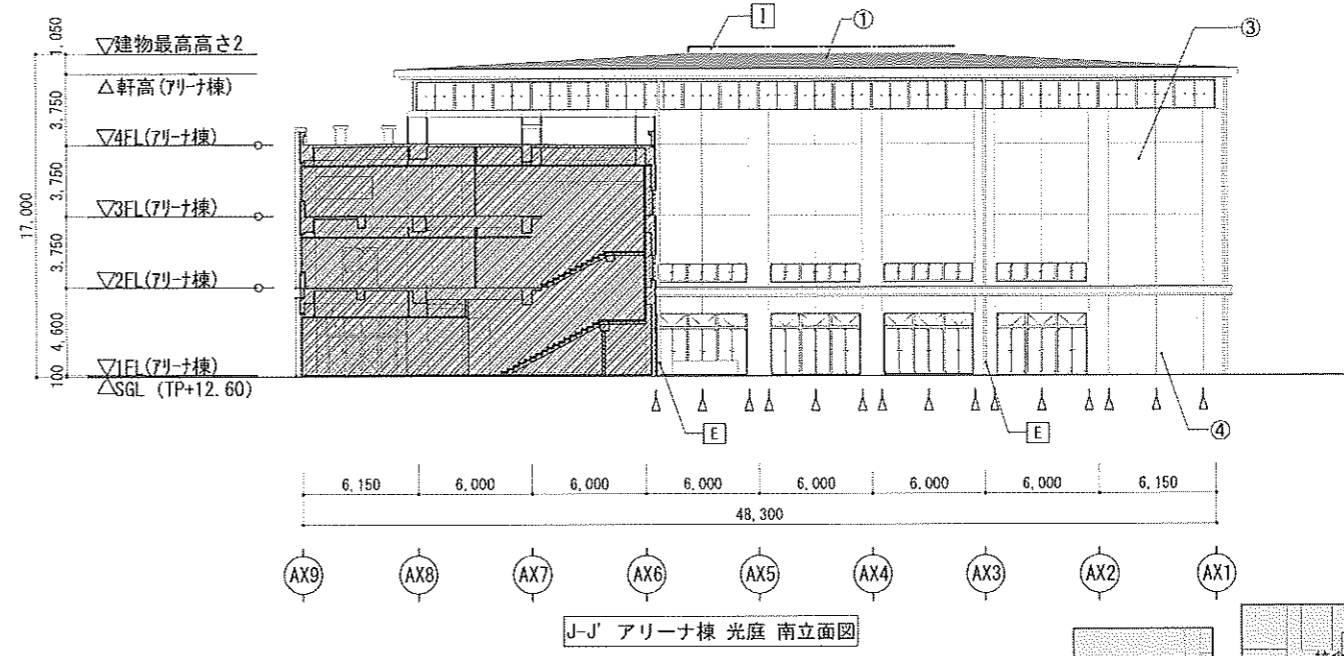 1
①
③
▽建物最高高さ2
△軒高(アリーナ棟)
▽4FL(アリーナ棟)
▽3FL(アリーナ棟)
▽2FL(アリーナ棟)
▽1FL(アリーナ棟)
△SGL (TP+12.60)
1,050
3,750
3,750
3,750
4,600
100
17,000
E
E
④
6,150 6,000 6,000 6,000 6,000 6,000 6,000 6,150
48,300
AX9 AX8 AX7 AX6 AX5 AX4 AX3 AX2 AX1
J-J' アリーナ棟 光庭 南立面図